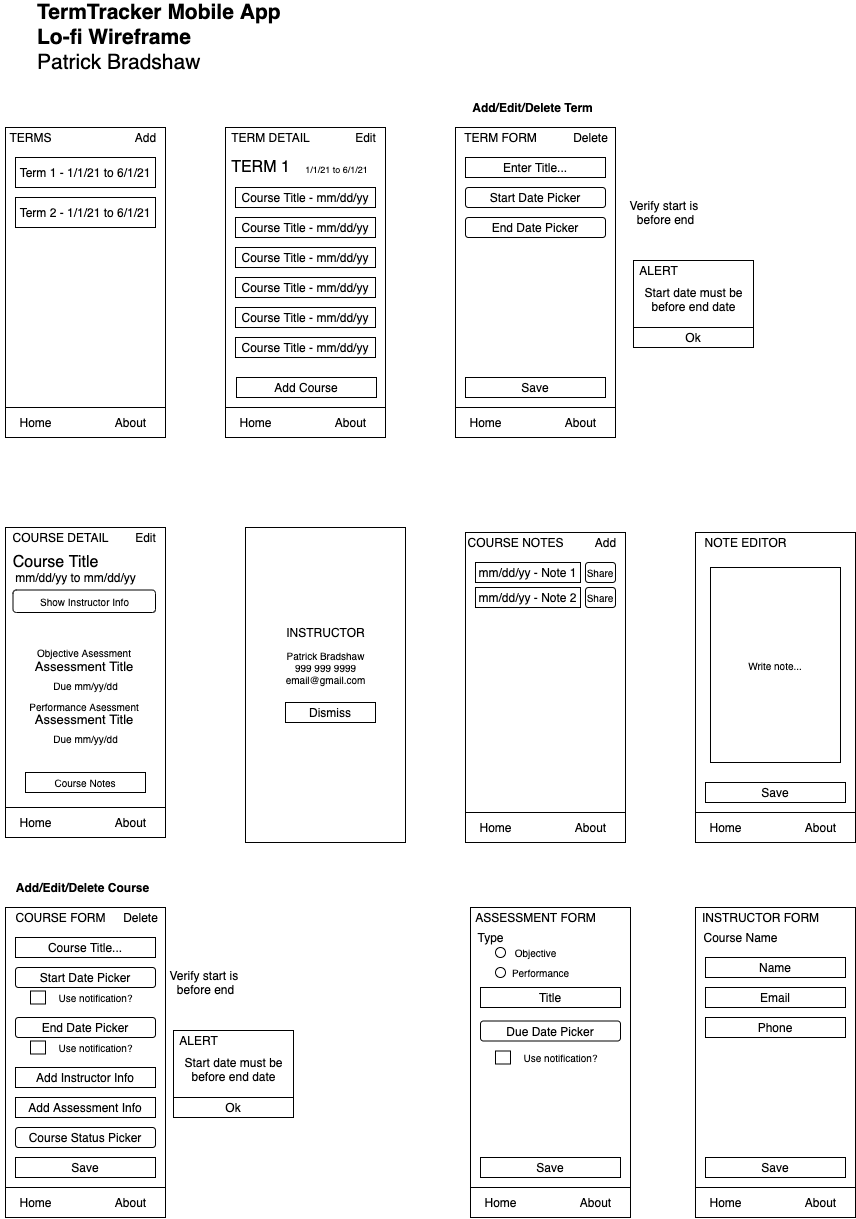 TermTracker Mobile App
Lo-fi Wireframe
Patrick Bradshaw
TERMS Add
Term 1 - 1/1/21 to 6/1/21
Term 2 - 1/1/21 to 6/1/21
Home About
TERM DETAIL Edit
TERM 1 1/1/21 to 6/1/21
Course Title - mm/dd/yy
Course Title - mm/dd/yy
Course Title - mm/dd/yy
Course Title - mm/dd/yy
Course Title - mm/dd/yy
Course Title - mm/dd/yy
Add Course
Home About
Add/Edit/Delete Term
TERM FORM Delete
Enter Title...
Start Date Picker
End Date Picker
Save
Home About
Verify start is
before end
ALERT
Start date must be
before end date
Ok
COURSE DETAIL Edit
Course Title
mm/dd/yy to mm/dd/yy
Show Instructor Info
Objective Asessment
Assessment Title
Due mm/yy/dd
Performance Asessment
Assessment Title
Due mm/yy/dd
Course Notes
Home About
INSTRUCTOR
Patrick Bradshaw
999 999 9999
email@gmail.com
Dismiss
COURSE NOTES Add
mm/dd/yy - Note 1 Share
mm/dd/yy - Note 2 Share
Home About
NOTE EDITOR
Write note...
Save
Home About
Add/Edit/Delete Course
COURSE FORM Delete
Course Title...
Start Date Picker
Use notification?
End Date Picker
Use notification?
Add Instructor Info
Add Assessment Info
Course Status Picker
Save
Home About
Verify start is
before end
ALERT
Start date must be
before end date
Ok
ASSESSMENT FORM
Type
Objective
Performance
Title
Due Date Picker
Use notification?
Save
Home About
INSTRUCTOR FORM
Course Name
Name
Email
Phone
Save
Home About